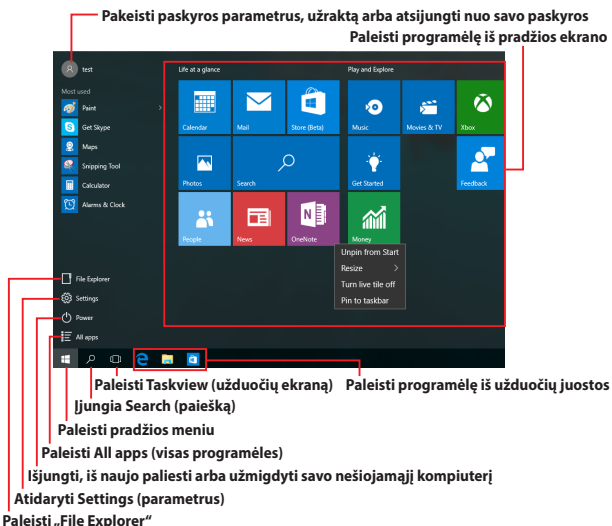 Pakeisti paskyros parametrus, užraktą arba atsijungti nuo savo paskyros
Paleisti programėlę iš pradžios ekrano
test
Life at a glance
Play and Explore
Most used
Paint
Get Skype
Maps
Snipping Tool
Calculator
Alarms & Clock
Calendar
Mail
Store (Beta)
Music
Movies & TV
Xbox
Photos
Search
Get Started
Feedback
People
News
OneNote
Money
Unpin from Start
Resize
Turn live tile off
Pin to taskbar
File Explorer
Settings
Power
All apps
Paleisti Taskview (užduočių ekraną)
Paleisti programėlę iš užduočių juostos
Įjungia Search (paiešką)
Paleisti pradžios meniu
Paleisti All apps (visas programėles)
Išjungti, iš naujo paliesti arba užmigdyti savo nešiojamąjį kompiuterį
Atidaryti Settings (parametrus)
Paleisti „File Explorer“